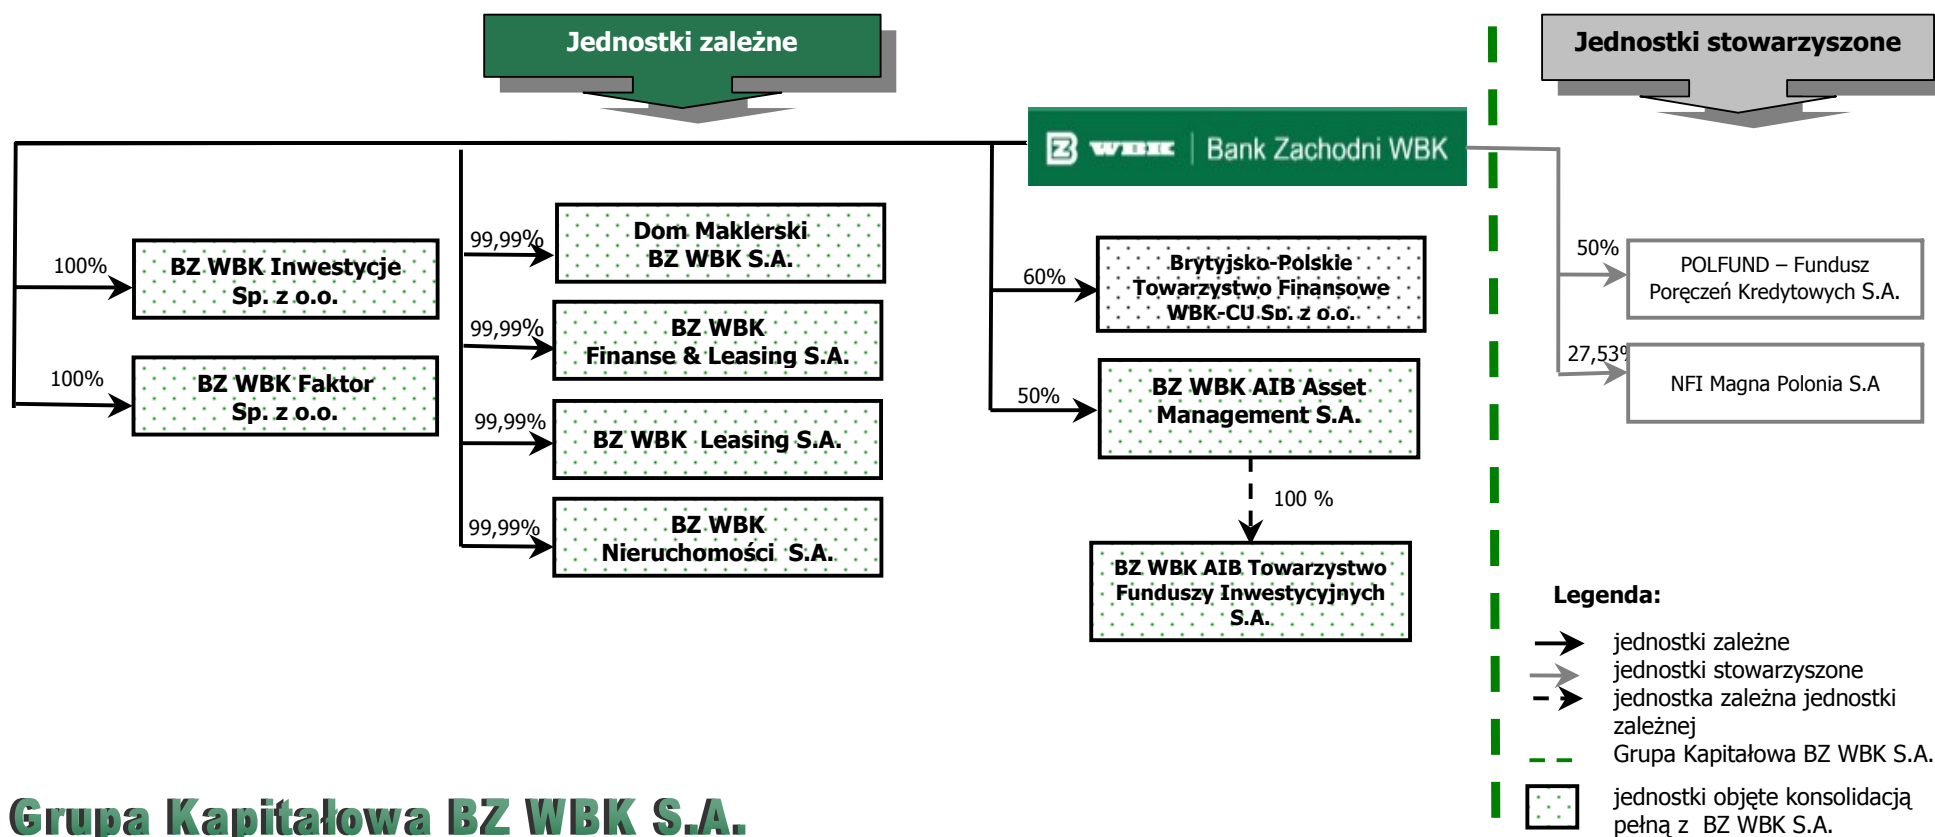 Jednostki zależne
Jednostki stowarzyszone
BZ WBK | Bank Zachodni WBK
100%
BZ WBK Inwestycje
Sp. z o.o.
100%
BZ WBK Faktor
Sp. z o.o.
99,99%
Dom Maklerski
BZ WBK S.A.
99,99%
BZ WBK
Finanse & Leasing S.A.
99,99%
BZ WBK Leasing S.A.
99,99%
BZ WBK
Nieruchomości S.A.
60%
Brytyjsko-Polskie
Towarzystwo Finansowe
WBK-CU Sp. z o.o.
50%
BZ WBK AIB Asset
Management S.A.
100 %
BZ WBK AIB Towarzystwo
Funduszy Inwestycyjnych
S.A.
50%
POLFUND – Fundusz
Poręczeń Kredytowych S.A.
27,53%
NFI Magna Polonia S.A
Legenda:
jednostki zależne
jednostki stowarzyszone
jednostka zależna jednostki
zależnej
Grupa Kapitałowa BZ WBK S.A.
jednostki objęte konsolidacją
pełną z BZ WBK S.A.
Grupa Kapitałowa BZ WBK S.A.